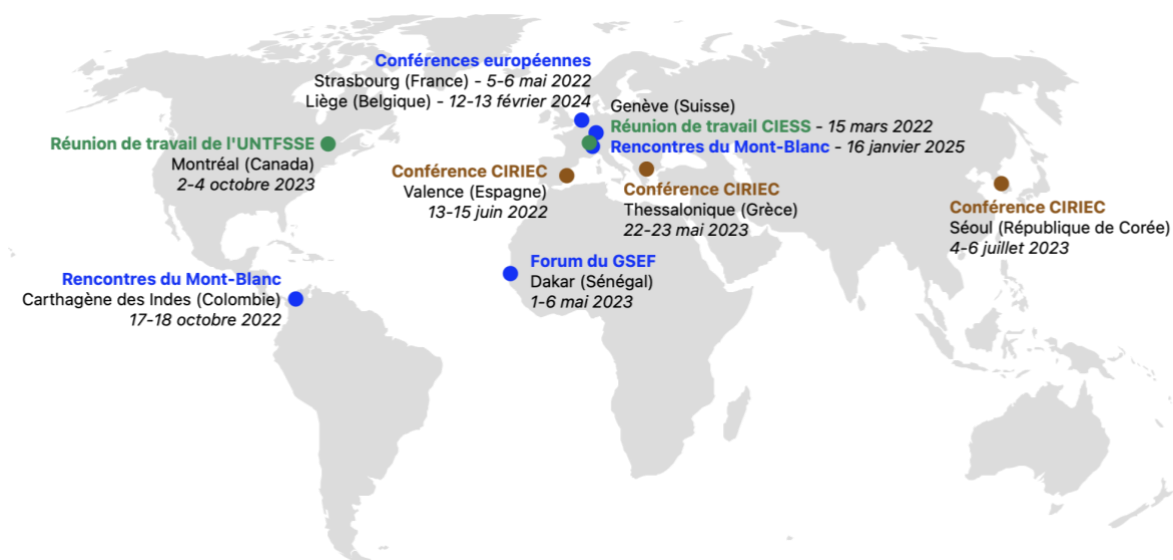 Conférences européennes
Strasbourg (France) - 5-6 mai 2022
Liège (Belgique) - 12-13 février 2024
Genève (Suisse)
Réunion de travail CIESS - 15 mars 2022
Rencontres du Mont-Blanc - 16 janvier 2025
Réunion de travail de l'UNTFSSE
Montréal (Canada)
2-4 octobre 2023
Conférence CIRIEC
Valence (Espagne)
13-15 juin 2022
Conférence CIRIEC
Thessalonique (Grèce)
22-23 mai 2023
Conférence CIRIEC
Séoul (République de Corée)
4-6 juillet 2023
Rencontres du Mont-Blanc
Carthagène des Indes (Colombie)
17-18 octobre 2022
Forum du GSEF
Dakar (Sénégal)
1-6 mai 2023